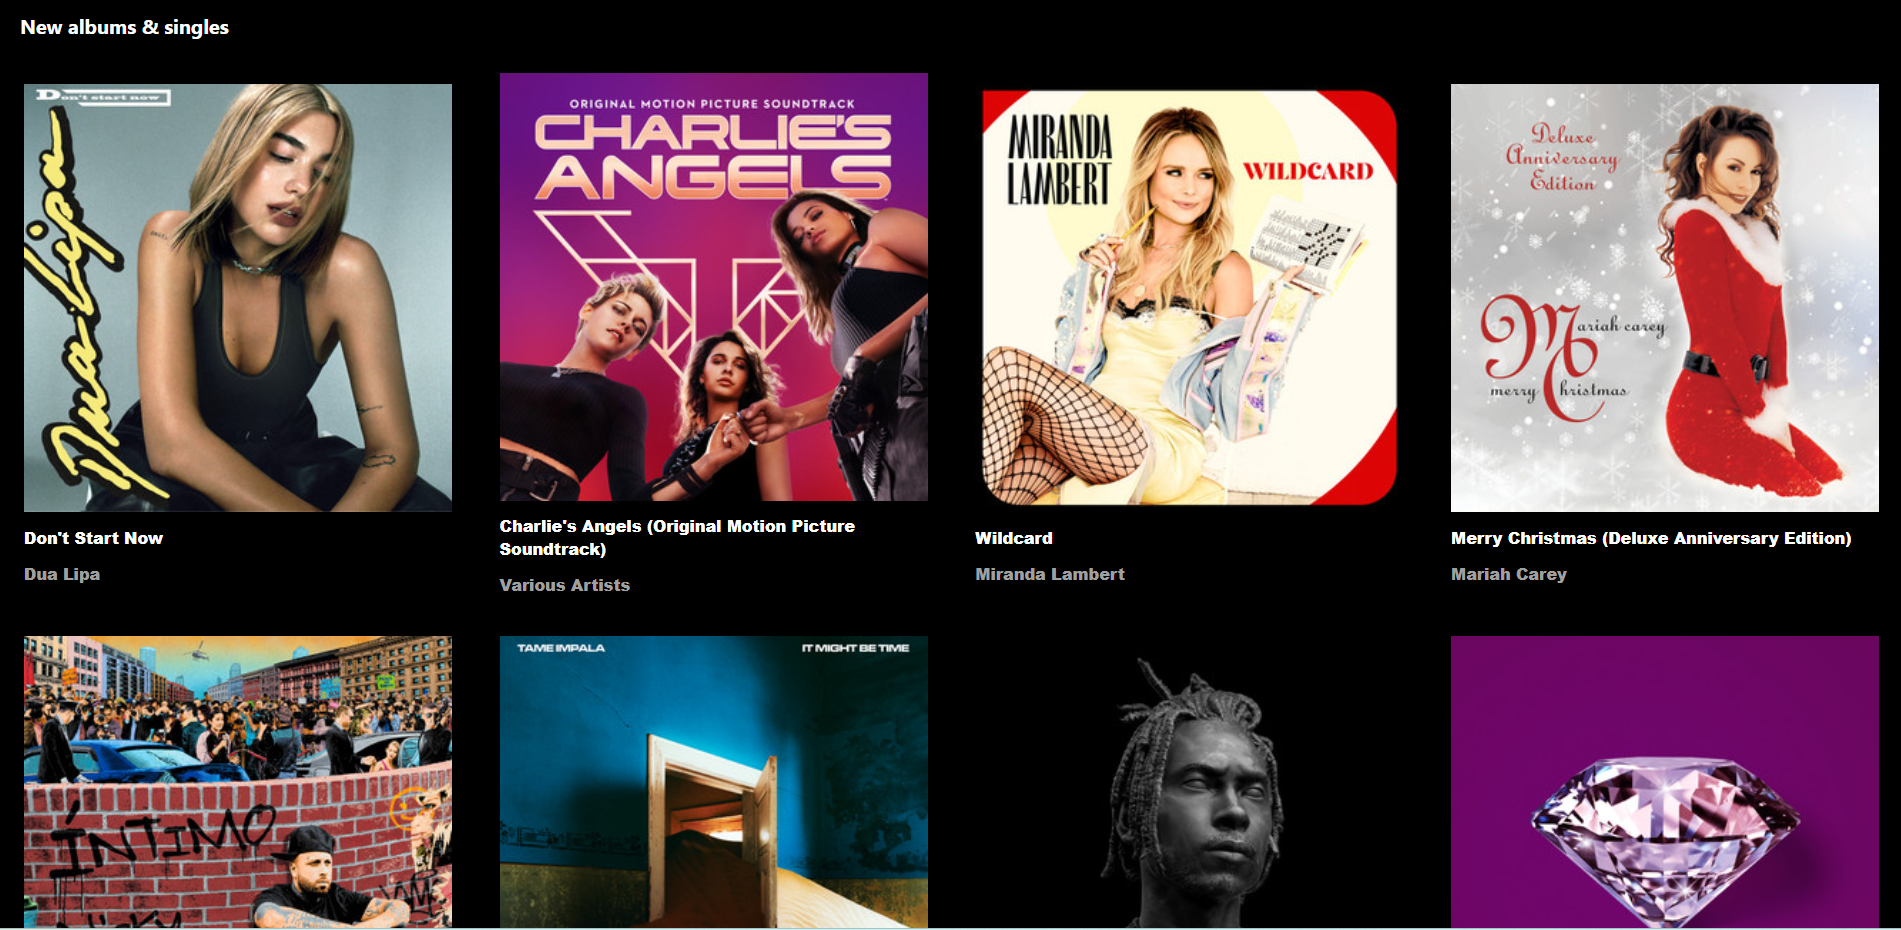 New albums & singles
Don't start now
Dua Lipa
ORIGINAL MOTION PICTURE SOUNDTRACK
CHARLIE'S
ANGELS
MIRANDA
LAMBERT
WILDCARD
Deluxe
Anniversary
Edition
Mariah carey
merry Christmas
Don't Start Now
Dua Lipa
Charlie's Angels (Original Motion Picture
Soundtrack)
Various Artists
Wildcard
Miranda Lambert
Merry Christmas (Deluxe Anniversary Edition)
Mariah Carey
ÍNTIMO
TAME IMPALA
IT MIGHT BE TIME